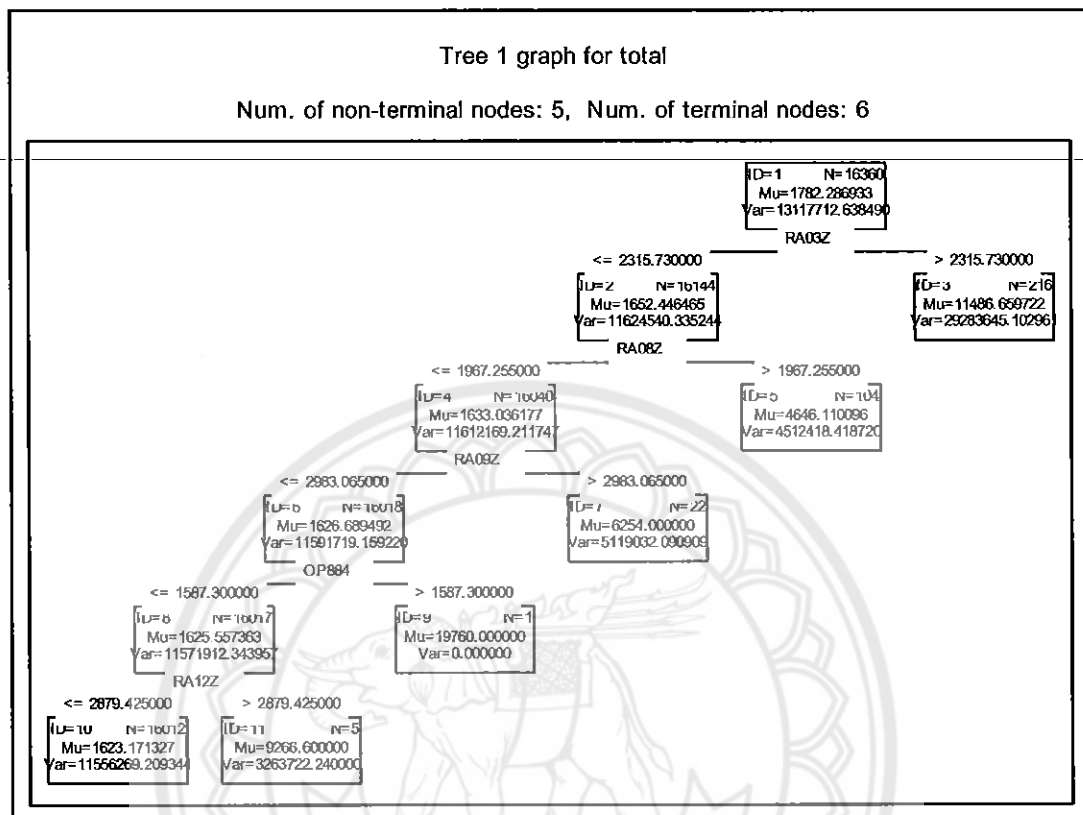 Tree 1 graph for total
Num. of non-terminal nodes: 5, Num. of terminal nodes: 6
ID=1 N=16360
Mu=1782.286933
Var=13117712.638490
RA03Z
<= 2315.730000 > 2315.730000
ID=2 N=16144
Mu=1652.446465
Var=11624540.335244
ID=3 N=216
Mu=11486.659722
Var=29283645.10296
RA08Z
<= 1967.255000 > 1967.255000
ID=4 N=16040
Mu=1633.036177
Var=11612169.211747
ID=5 N=104
Mu=4646.110096
Var=4512418.418720
RA09Z
<= 2983.065000 > 2983.065000
ID=6 N=16018
Mu=1626.689492
Var=11591719.159220
ID=7 N=22
Mu=6254.000000
Var=5119032.090909
OP884
<= 1587.300000 > 1587.300000
ID=8 N=16017
Mu=1625.557363
Var=11571912.343957
ID=9 N=1
Mu=19760.000000
Var=0.000000
RA12Z
<= 2879.425000 > 2879.425000
ID=10 N=16012
Mu=1623.171327
Var=11556269.209344
ID=11 N=5
Mu=9266.600000
Var=3263722.240000